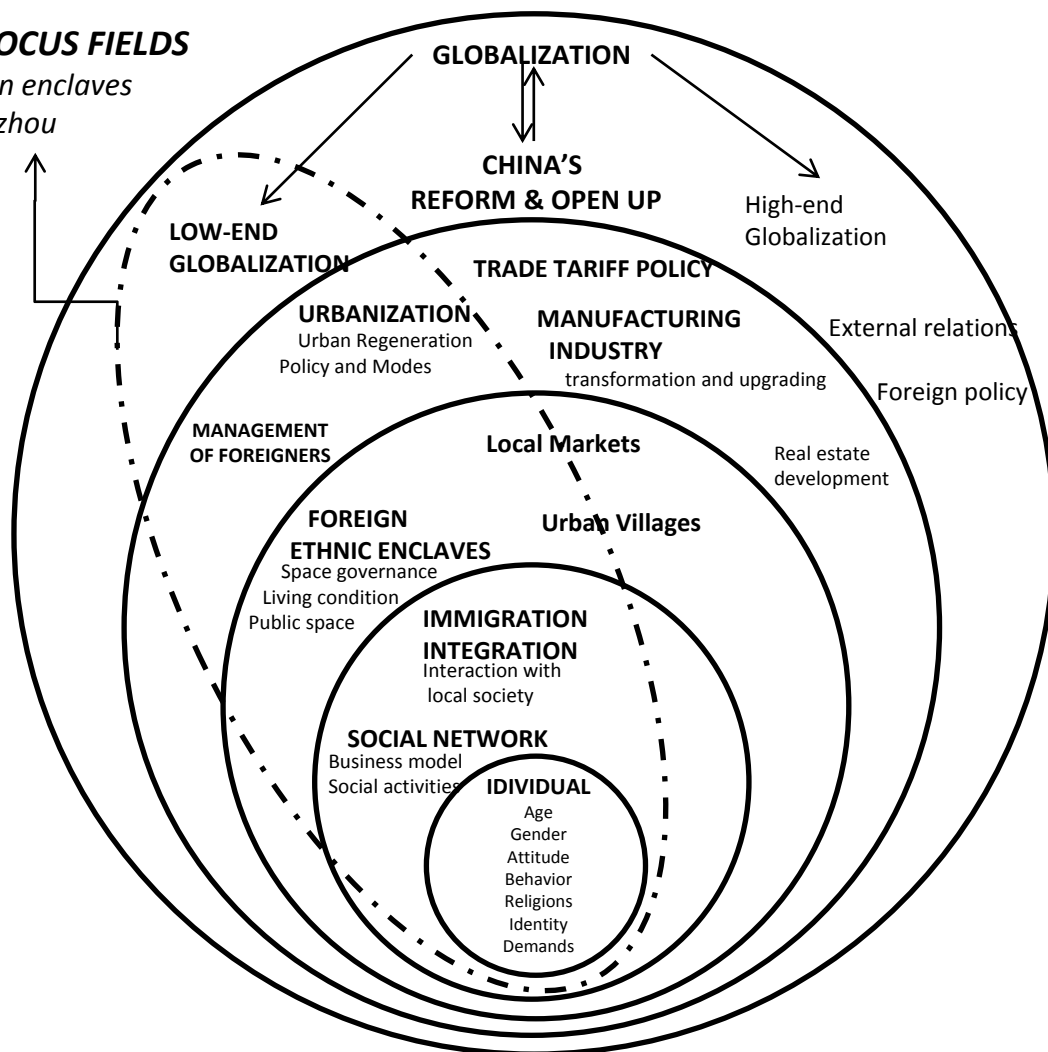 OCUS FIELDS
n enclaves
zhou
GLOBALIZATION
CHINA'S
REFORM & OPEN UP
LOW-END
GLOBALIZATION
High-end
Globalization
TRADE TARIFF POLICY
URBANIZATION
Urban Regeneration
Policy and Modes
MANUFACTURING
INDUSTRY
transformation and upgrading
External relations
Foreign policy
MANAGEMENT
OF FOREIGNERS
Local Markets
Real estate
development
FOREIGN
ETHNIC ENCLAVES
Space governance
Living condition
Public space
Urban Villages
IMMIGRATION
INTEGRATION
Interaction with
local society
SOCIAL NETWORK
Business model
Social activities
IDIVIDUAL
Age
Gender
Attitude
Behavior
Religions
Identity
Demands